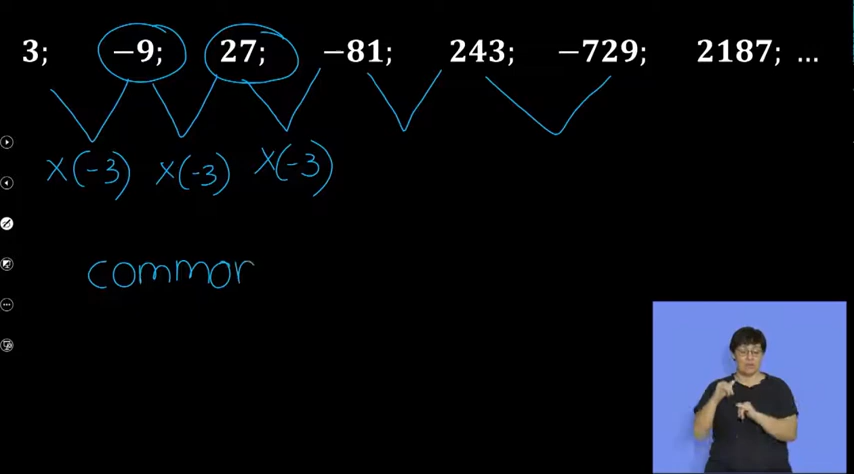 3; −9; 27; −81; 243; −729; 2187; ...
×(−3) ×(−3) ×(−3)
commor